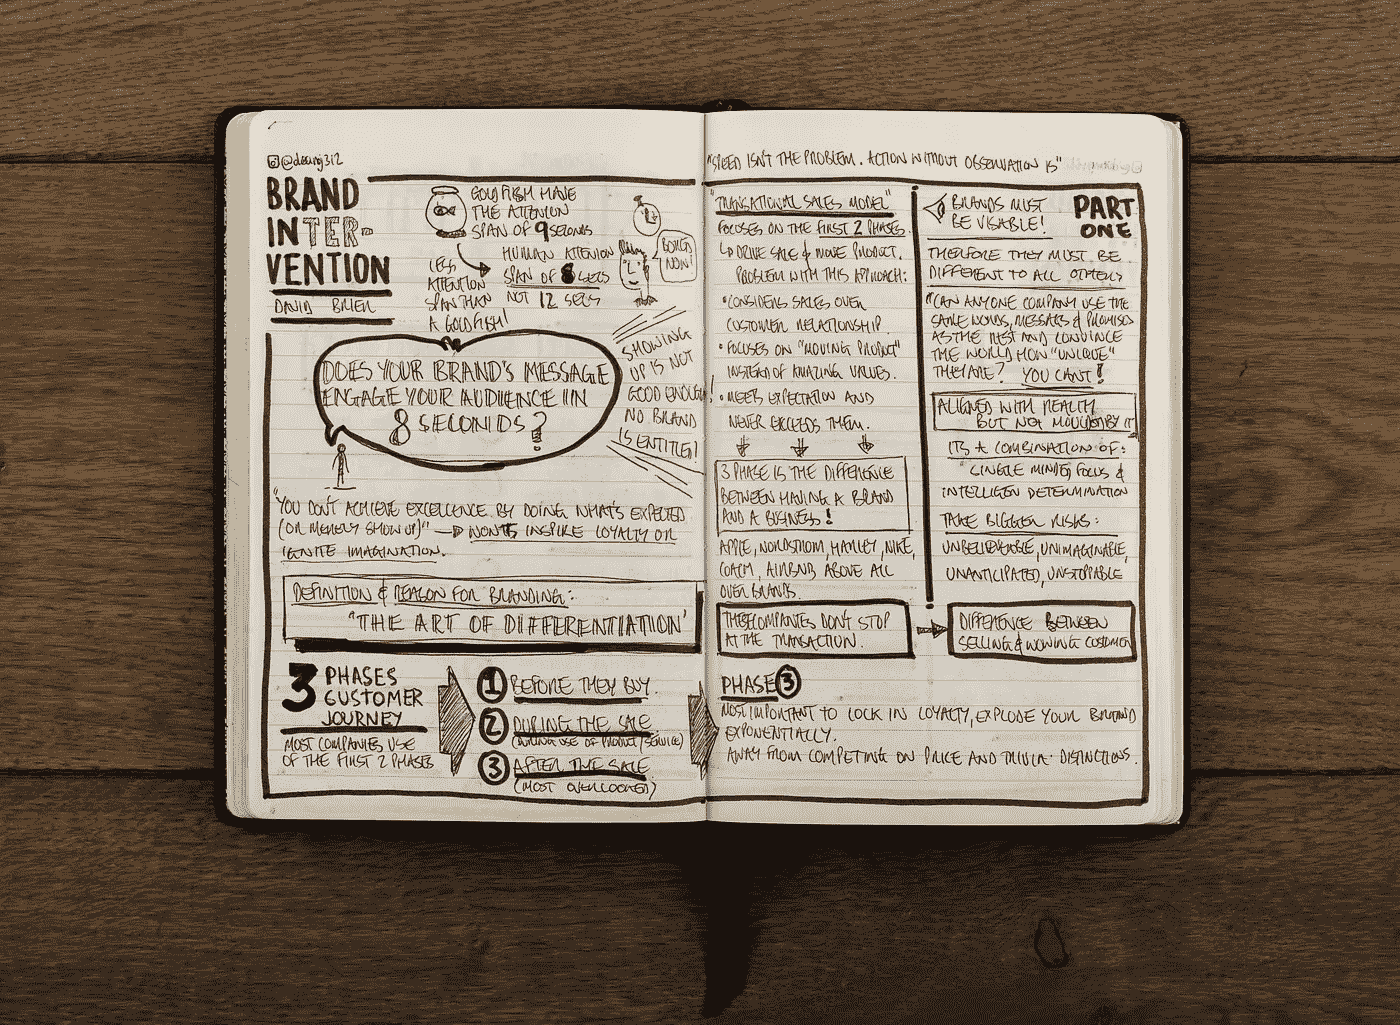 @dawng312
BRAND
INTER-
VENTION
DAVID BRIER
GOLDFISH HAVE
THE ATTENION
SPAN OF 9 SECONDS
HUMAN ATTENION
SPAN OF 8 SECS
NOT 12 SECS
LESS
ATTENTION
SPAN THAN
A GOLDFISH!
BORED
NOW!
DOES YOUR BRAND'S MESSAGE
ENGAGE YOUR AUDIENCE IN
8 SECONDS?
SHOWING
UP IS NOT
GOOD ENOUGH!
NO BRAND
IS ENTITLED!
"YOU DON'T ACHIEVE EXCELLENCE BY DOING WHAT'S EXPECTED
(OR MERELY SHOW UP)" WON'T INSPIRE LOYALTY OR
IGNITE IMAGINATION.
DEFINITION & REASON FOR BRANDING:
"THE ART OF DIFFERENTIATION"
3 PHASES
CUSTOMER
JOURNEY
MOST COMPANIES USE
OF THE FIRST 2 PHASES
1 BEFORE THEY BUY
2 DURING THE SALE
(DURING USE OF PRODUCT/SERVICE)
3 AFTER THE SALE
(MOST OVERLOOKED)
"SPEED ISN'T THE PROBLEM. ACTION WITHOUT OBSERVATION IS"
"TRANSATIONAL SALES MODEL"
FOCUSES ON THE FIRST 2 PHASES.
DRIVE SALE & MOVE PRODUCT.
PROBLEM WITH THIS APPROACH:
• CONSIDERS SALES OVER
CUSTOMER RELATIONSHIP.
• FOCUSES ON "MOVING PRODUCT"
INSTEAD OF AMAZING VALUES.
• MEETS EXPECTATION AND
NEVER EXCEEDS THEM.
3 PHASE IS THE DIFFERENCE
BETWEEN HAVING A BRAND
AND A BUSINESS!
APPLE, NORDSTROM, HARLEY, NIKE,
COACH, AIRBNB ABOVE ALL
OVER BRANDS.
THESE COMPANIES DON'T STOP
AT THE TRANSACTION.
BRANDS MUST
BE VISABLE!
PART
ONE
THEREFORE THEY MUST BE
DIFFERENT TO ALL OTHERS
"CAN ANYONE COMPANY USE THE
SAME WORDS, MESSAGES & PROMISES
AS THE REST AND CONVINCE
THE WORLD HOW "UNIQUE"
THEY ARE? YOU CAN'T!
ALIGNED WITH REALITY
BUT NOT MOULDED BY IT
ITS A COMBINATION OF:
SINGLE MINDED FOCUS &
INTELLIGEN DETERMINATION
TAKE BIGGER RISKS:
UNBELIEVEABLE, UNIMAGINABLE,
UNANTICIPATED, UNSTOPPABLE
DIFFERENCE BETWEEN
SELLING & WOWING CUSTOMER
PHASE 3
MOST IMPORTANT TO LOCK IN LOYALTY, EXPLODE YOUR BRAND
EXPONENTIALLY.
AWAY FROM COMPETING ON PRICE AND TRIVIA DISTINCTIONS.